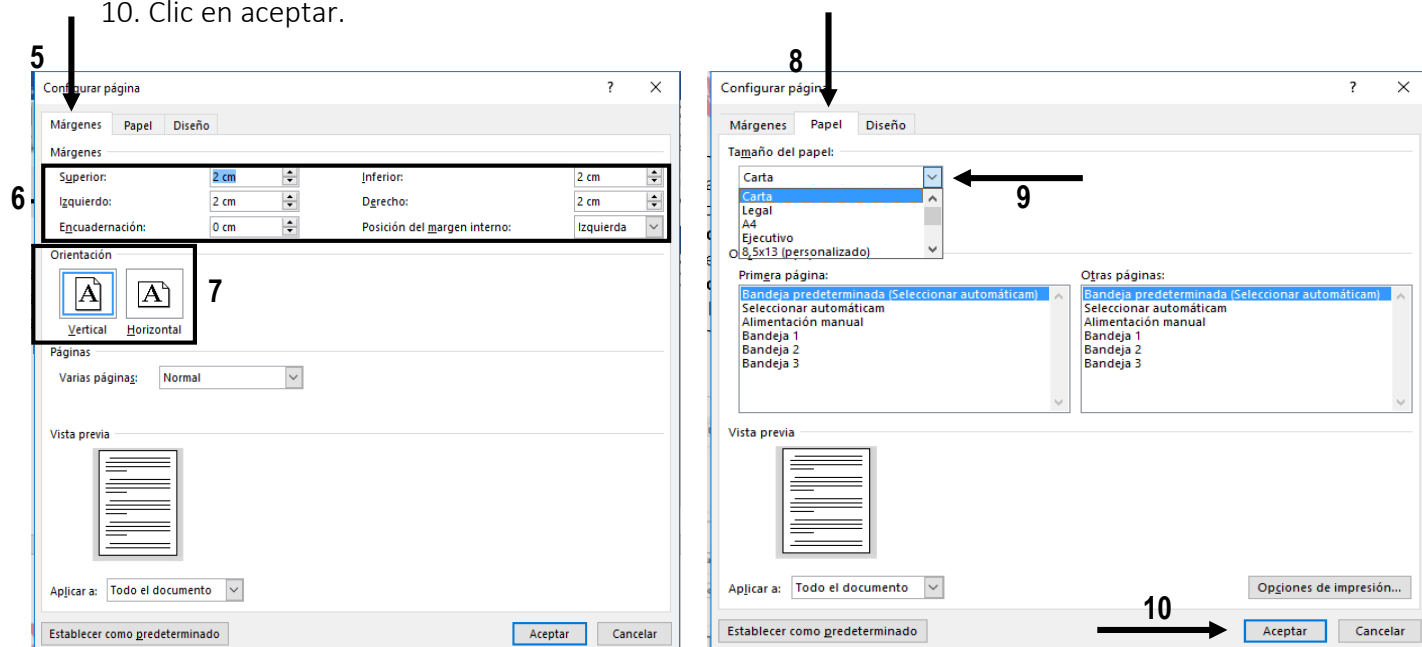 10. Clic en aceptar.
5
Configurar página ? ×
Márgenes Papel Diseño
Márgenes
6
Superior: 2 cm Inferior: 2 cm
Izquierdo: 2 cm Derecho: 2 cm
Encuadernación: 0 cm Posición del margen interno: Izquierda
Orientación
7
Vertical Horizontal
Páginas
Varias páginas: Normal
Vista previa
Aplicar a: Todo el documento
Establecer como predeterminado Aceptar Cancelar
8
Configurar página ? ×
Márgenes Papel Diseño
Tamaño del papel:
Carta
9
Carta
Legal
A4
Ejecutivo
8,5x13 (personalizado)
Primera página: Otras páginas:
Bandeja predeterminada (Seleccionar automáticam) Bandeja predeterminada (Seleccionar automáticam)
Seleccionar automáticam Seleccionar automáticam
Alimentación manual Alimentación manual
Bandeja 1 Bandeja 1
Bandeja 2 Bandeja 2
Bandeja 3 Bandeja 3
Vista previa
Aplicar a: Todo el documento Opciones de impresión...
10
Establecer como predeterminado Aceptar Cancelar